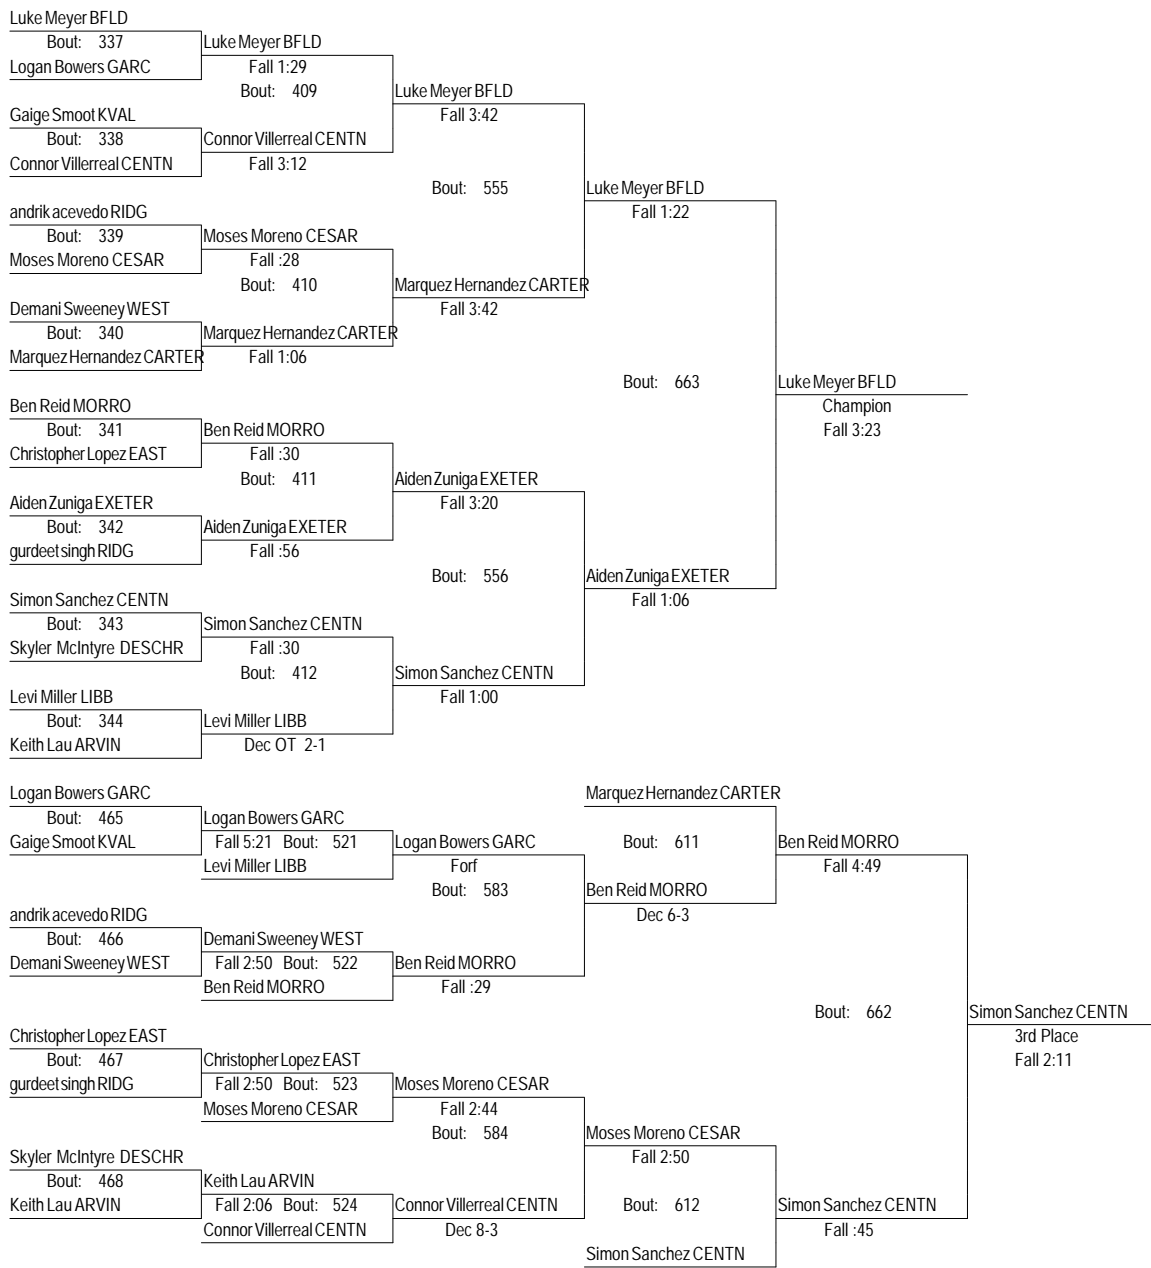 Luke Meyer BFLD
Bout: 337 Luke Meyer BFLD
Logan Bowers GARC Fall 1:29
Bout: 409 Luke Meyer BFLD
Gaige Smoot KVAL Fall 3:42
Bout: 338 Connor Villerreal CENTN
Connor Villerreal CENTN Fall 3:12
Bout: 555 Luke Meyer BFLD
andrik acevedo RIDG Fall 1:22
Bout: 339 Moses Moreno CESAR
Moses Moreno CESAR Fall :28
Bout: 410 Marquez Hernandez CARTER
Demani Sweeney WEST Fall 3:42
Bout: 340 Marquez Hernandez CARTER
Marquez Hernandez CARTER Fall 1:06
Bout: 663 Luke Meyer BFLD
Ben Reid MORRO Champion
Bout: 341 Ben Reid MORRO Fall 3:23
Christopher Lopez EAST Fall :30
Bout: 411 Aiden Zuniga EXETER
Aiden Zuniga EXETER Fall 3:20
Bout: 342 Aiden Zuniga EXETER
gurdeet singh RIDG Fall :56
Bout: 556 Aiden Zuniga EXETER
Simon Sanchez CENTN Fall 1:06
Bout: 343 Simon Sanchez CENTN
Skyler McIntyre DESCHR Fall :30
Bout: 412 Simon Sanchez CENTN
Levi Miller LIBB Fall 1:00
Bout: 344 Levi Miller LIBB
Keith Lau ARVIN Dec OT 2-1
Logan Bowers GARC Marquez Hernandez CARTER
Bout: 465 Logan Bowers GARC
Gaige Smoot KVAL Fall 5:21 Bout: 521 Logan Bowers GARC Bout: 611 Ben Reid MORRO
Levi Miller LIBB Forf Fall 4:49
Bout: 583 Ben Reid MORRO
andrik acevedo RIDG Dec 6-3
Bout: 466 Demani Sweeney WEST
Demani Sweeney WEST Fall 2:50 Bout: 522 Ben Reid MORRO
Ben Reid MORRO Fall :29
Bout: 662 Simon Sanchez CENTN
Christopher Lopez EAST 3rd Place
Bout: 467 Christopher Lopez EAST Fall 2:11
gurdeet singh RIDG Fall 2:50 Bout: 523 Moses Moreno CESAR
Moses Moreno CESAR Fall 2:44
Bout: 584 Moses Moreno CESAR
Skyler McIntyre DESCHR Fall 2:50
Bout: 468 Keith Lau ARVIN
Keith Lau ARVIN Fall 2:06 Bout: 524 Connor Villerreal CENTN Bout: 612 Simon Sanchez CENTN
Connor Villerreal CENTN Dec 8-3 Fall :45
Simon Sanchez CENTN